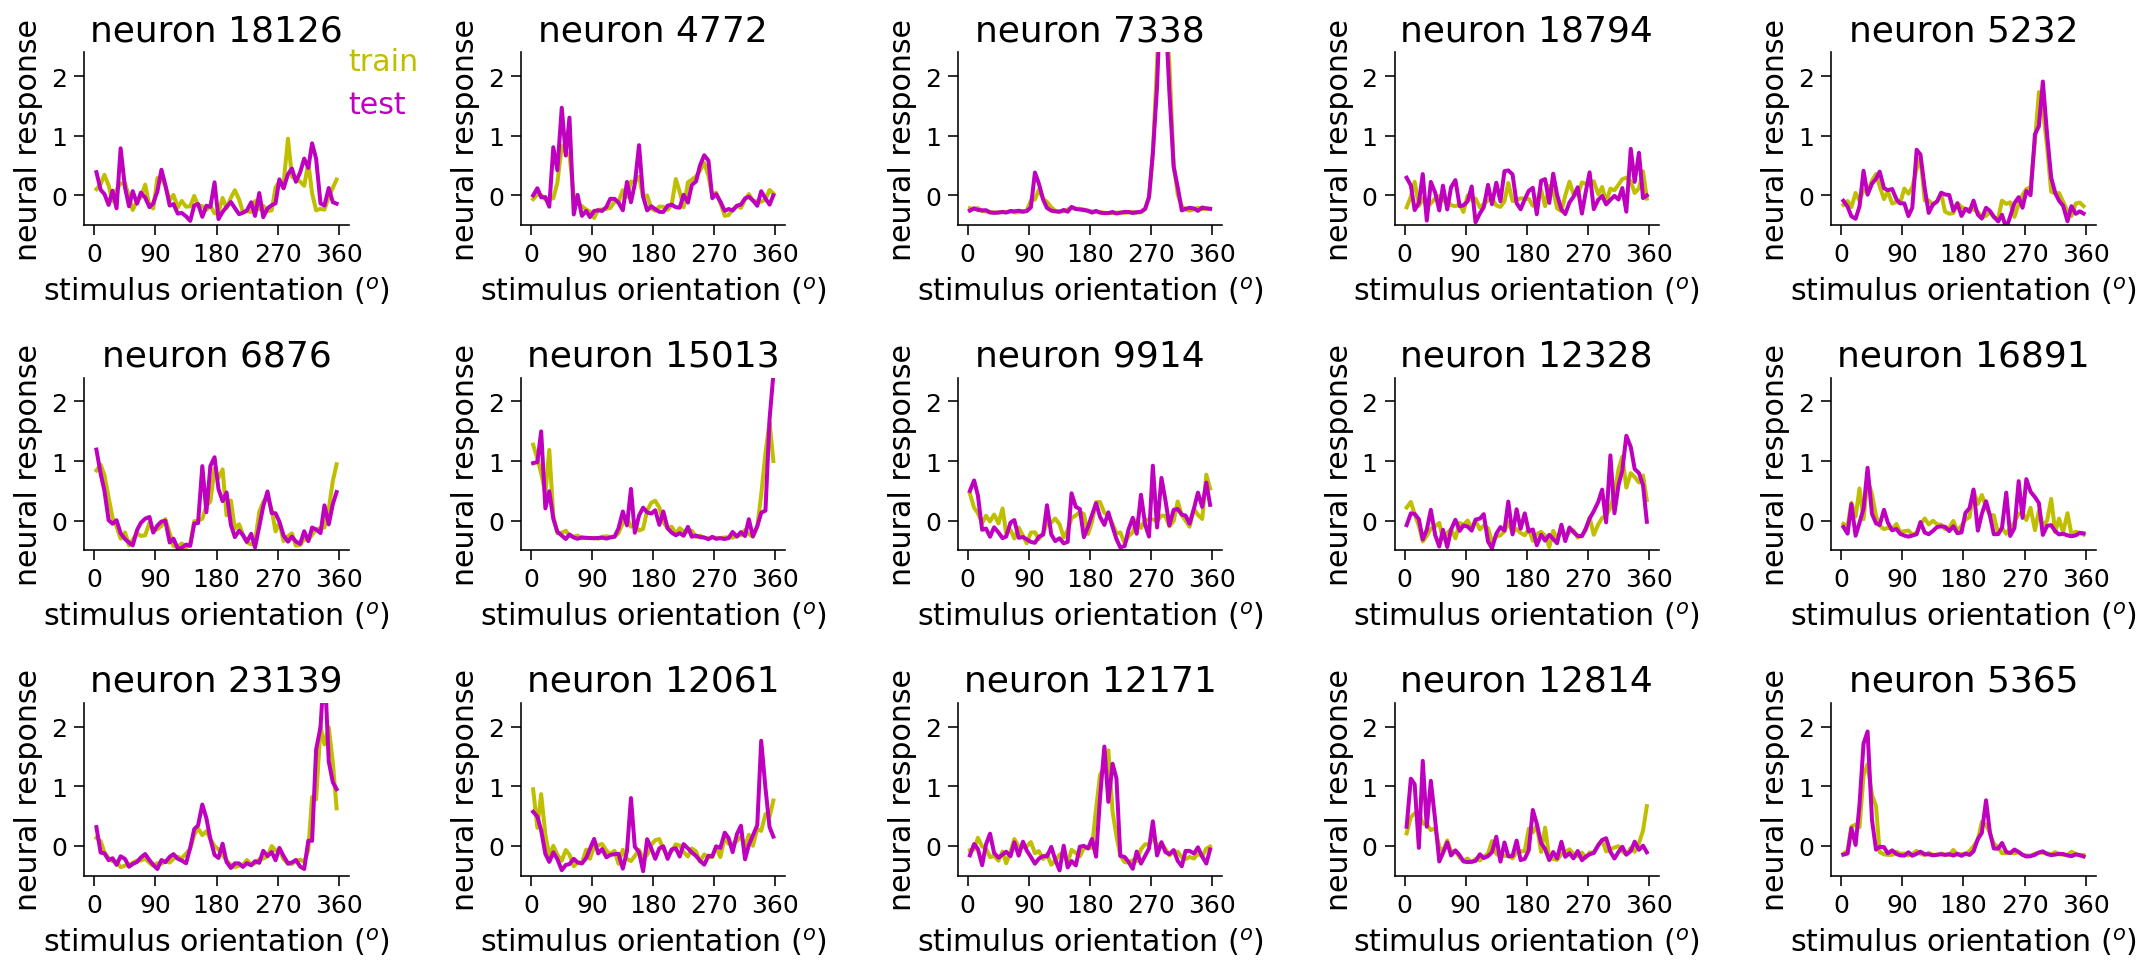 neuron 18126
train
test
neural response
2
1
0
0 90 180 270 360
stimulus orientation (o)
neuron 4772
neural response
2
1
0
0 90 180 270 360
stimulus orientation (o)
neuron 7338
neural response
2
1
0
0 90 180 270 360
stimulus orientation (o)
neuron 18794
neural response
2
1
0
0 90 180 270 360
stimulus orientation (o)
neuron 5232
neural response
2
1
0
0 90 180 270 360
stimulus orientation (o)
neuron 6876
neural response
2
1
0
0 90 180 270 360
stimulus orientation (o)
neuron 15013
neural response
2
1
0
0 90 180 270 360
stimulus orientation (o)
neuron 9914
neural response
2
1
0
0 90 180 270 360
stimulus orientation (o)
neuron 12328
neural response
2
1
0
0 90 180 270 360
stimulus orientation (o)
neuron 16891
neural response
2
1
0
0 90 180 270 360
stimulus orientation (o)
neuron 23139
neural response
2
1
0
0 90 180 270 360
stimulus orientation (o)
neuron 12061
neural response
2
1
0
0 90 180 270 360
stimulus orientation (o)
neuron 12171
neural response
2
1
0
0 90 180 270 360
stimulus orientation (o)
neuron 12814
neural response
2
1
0
0 90 180 270 360
stimulus orientation (o)
neuron 5365
neural response
2
1
0
0 90 180 270 360
stimulus orientation (o)